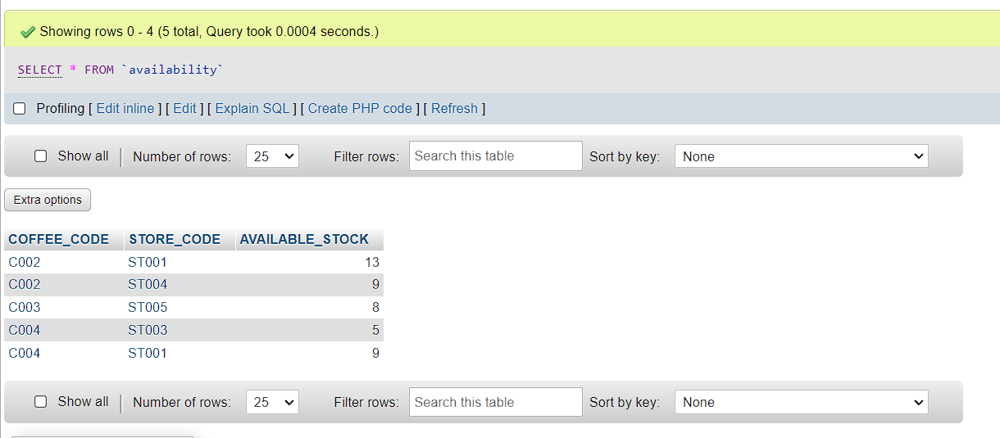 Showing rows 0 - 4 (5 total, Query took 0.0004 seconds.)
SELECT * FROM `availability`
Profiling [ Edit inline ] [ Edit ] [ Explain SQL ] [ Create PHP code ] [ Refresh ]
Show all | Number of rows: 25 Filter rows: Search this table Sort by key: None
Extra options
COFFEE_CODE STORE_CODE AVAILABLE_STOCK
C002 ST001 13
C002 ST004 9
C003 ST005 8
C004 ST003 5
C004 ST001 9
Show all | Number of rows: 25 Filter rows: Search this table Sort by key: None